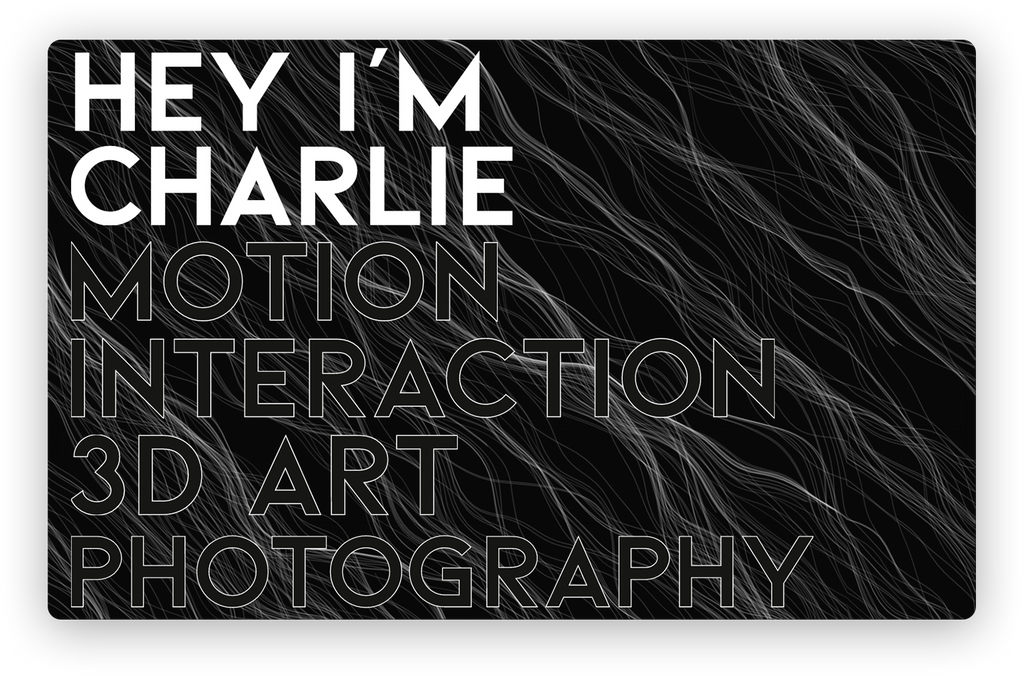 HEY I'M
CHARLIE
MOTION
INTERACTION
3D ART
PHOTOGRAPHY